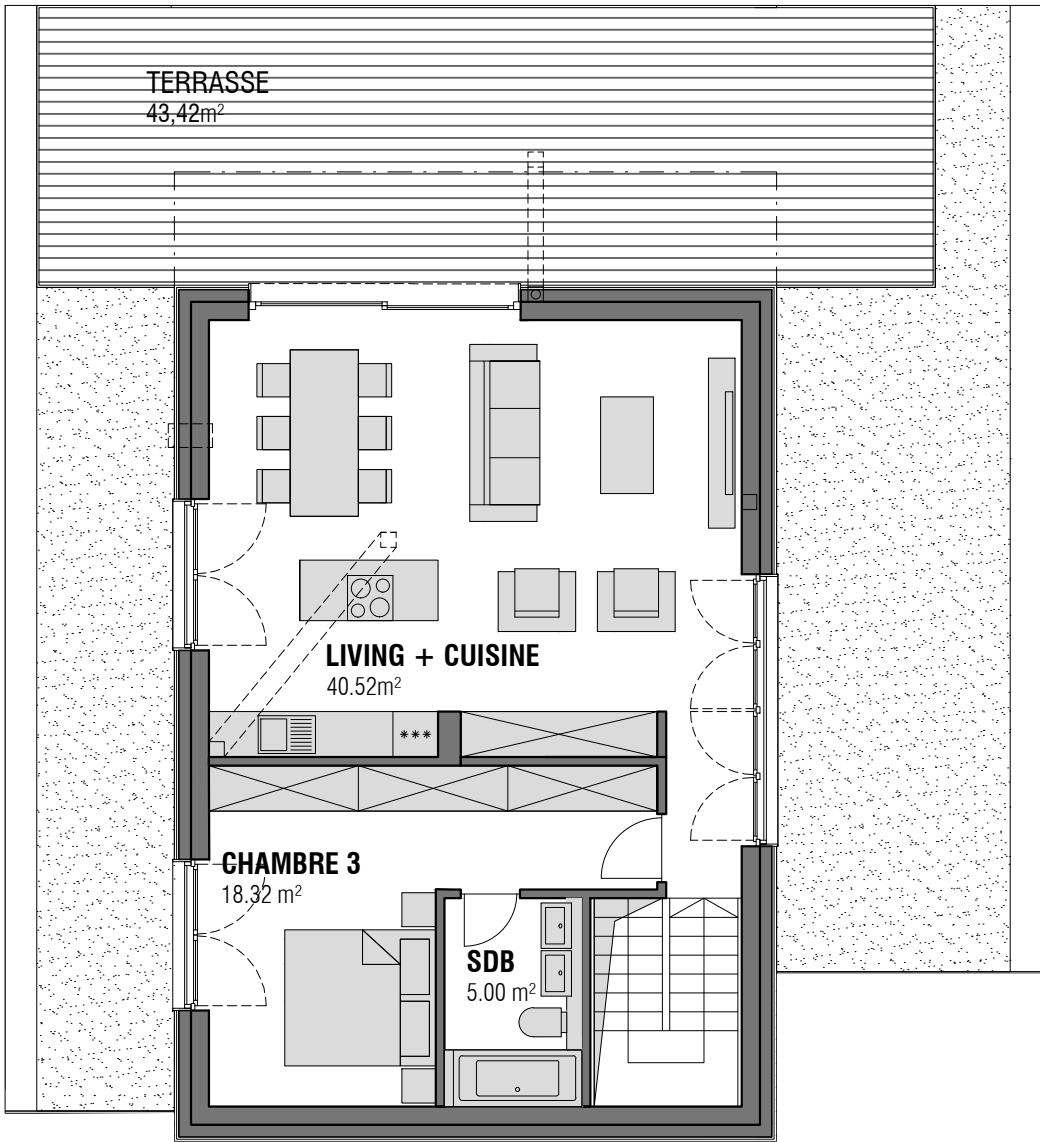 TERRASSE
43,42m²
LIVING + CUISINE
40.52m²
***
CHAMBRE 3
18.32 m²
SDB
5.00 m²